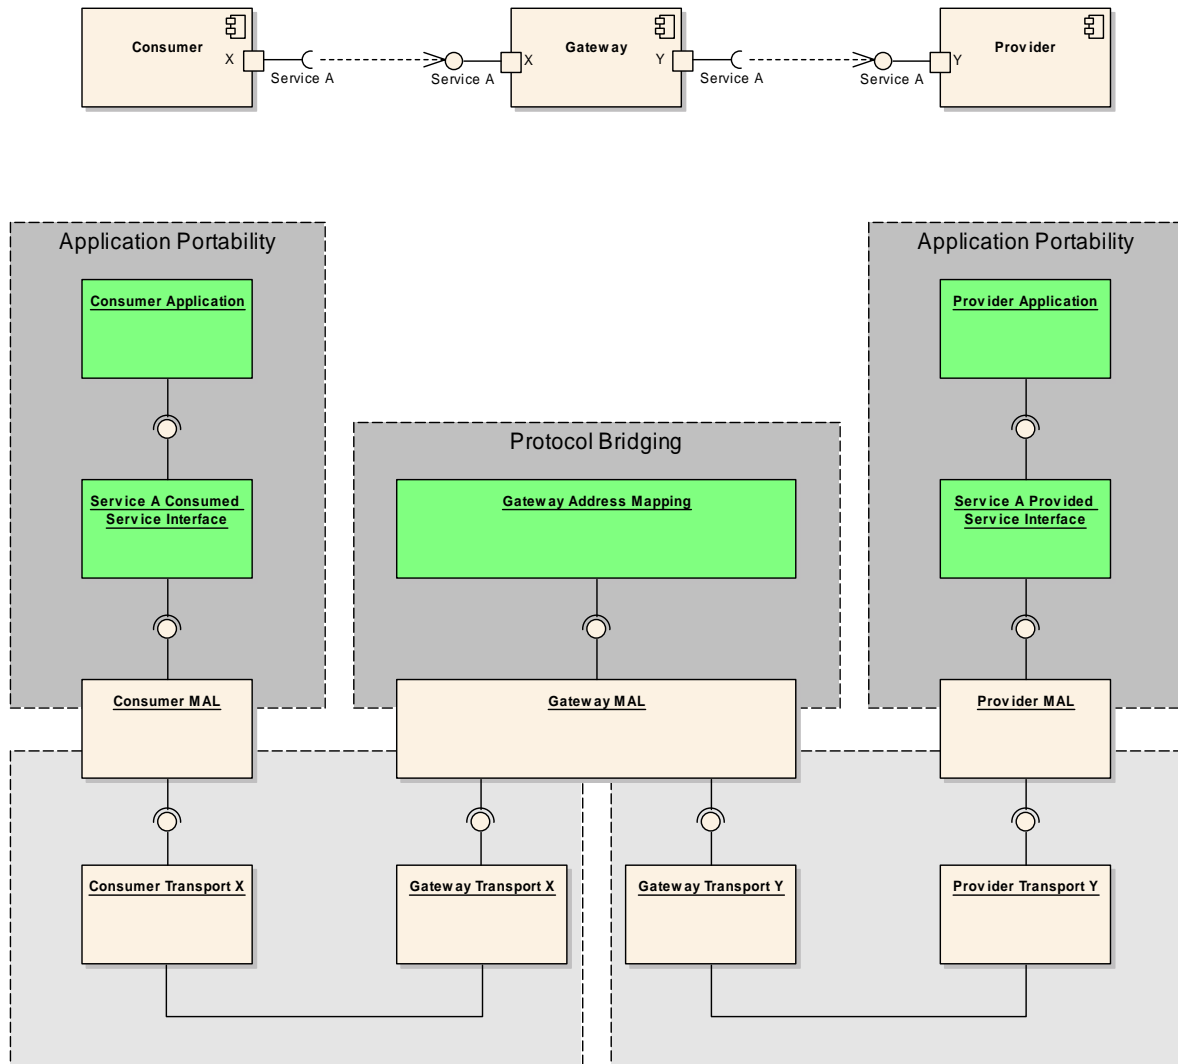 Consumer
X
Service A
Service A
X
Gateway
Y
Service A
Service A
Y
Provider
Application Portability
Application Portability
Consumer Application
Provider Application
Protocol Bridging
Service A Consumed
Service Interface
Gateway Address Mapping
Service A Provided
Service Interface
Consumer MAL
Gateway MAL
Provider MAL
Consumer Transport X
Gateway Transport X
Gateway Transport Y
Provider Transport Y